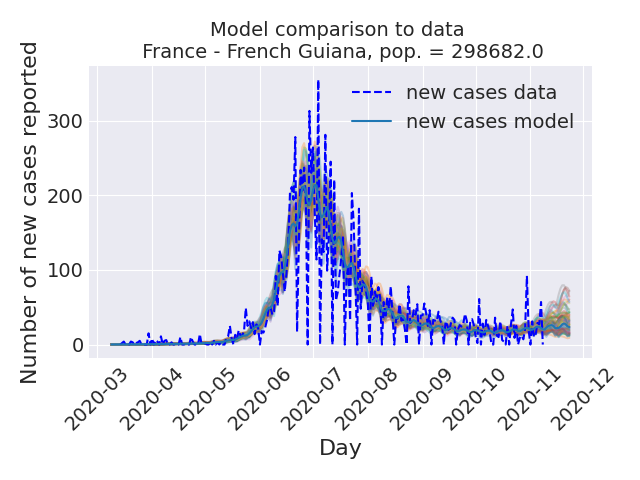 Model comparison to data
France - French Guiana, pop. = 298682.0
Number of new cases reported
300
200
100
0
new cases data
new cases model
2020-03
2020-04
2020-05
2020-06
2020-07
2020-08
2020-09
2020-10
2020-11
2020-12
Day